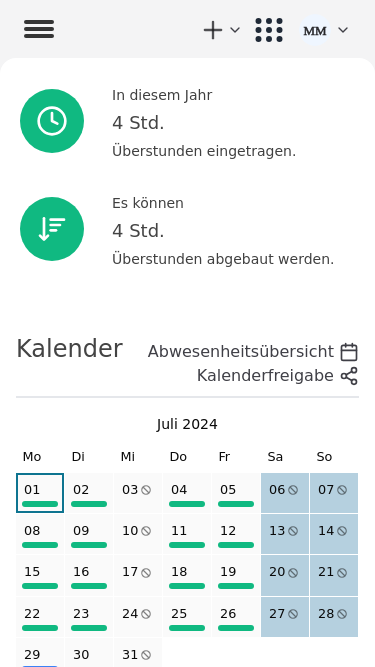 MM
In diesem Jahr
4 Std.
Überstunden eingetragen.
Es können
4 Std.
Überstunden abgebaut werden.
Kalender
Abwesenheitsübersicht
Kalenderfreigabe
Juli 2024
Mo Di Mi Do Fr Sa So
01 02 03 04 05 06 07
08 09 10 11 12 13 14
15 16 17 18 19 20 21
22 23 24 25 26 27 28
29 30 31